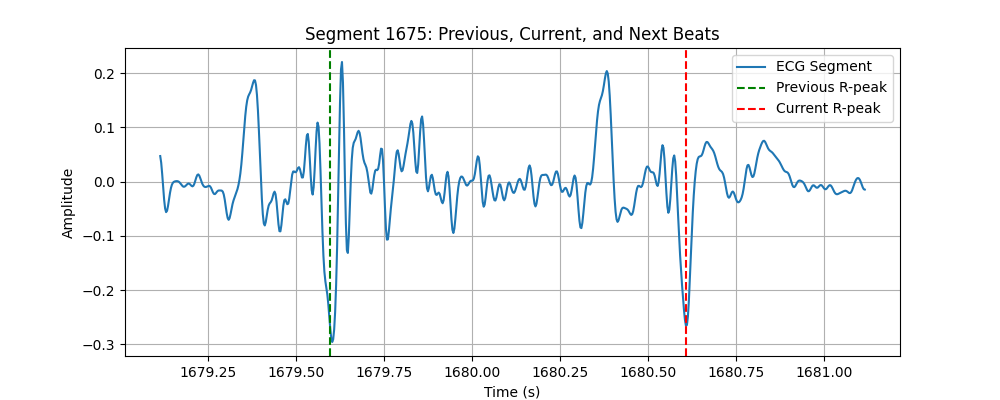 Segment 1675: Previous, Current, and Next Beats
ECG Segment
Previous R-peak
Current R-peak
Amplitude
0.2
0.1
0.0
−0.1
−0.2
−0.3
1679.25 1679.50 1679.75 1680.00 1680.25 1680.50 1680.75 1681.00
Time (s)